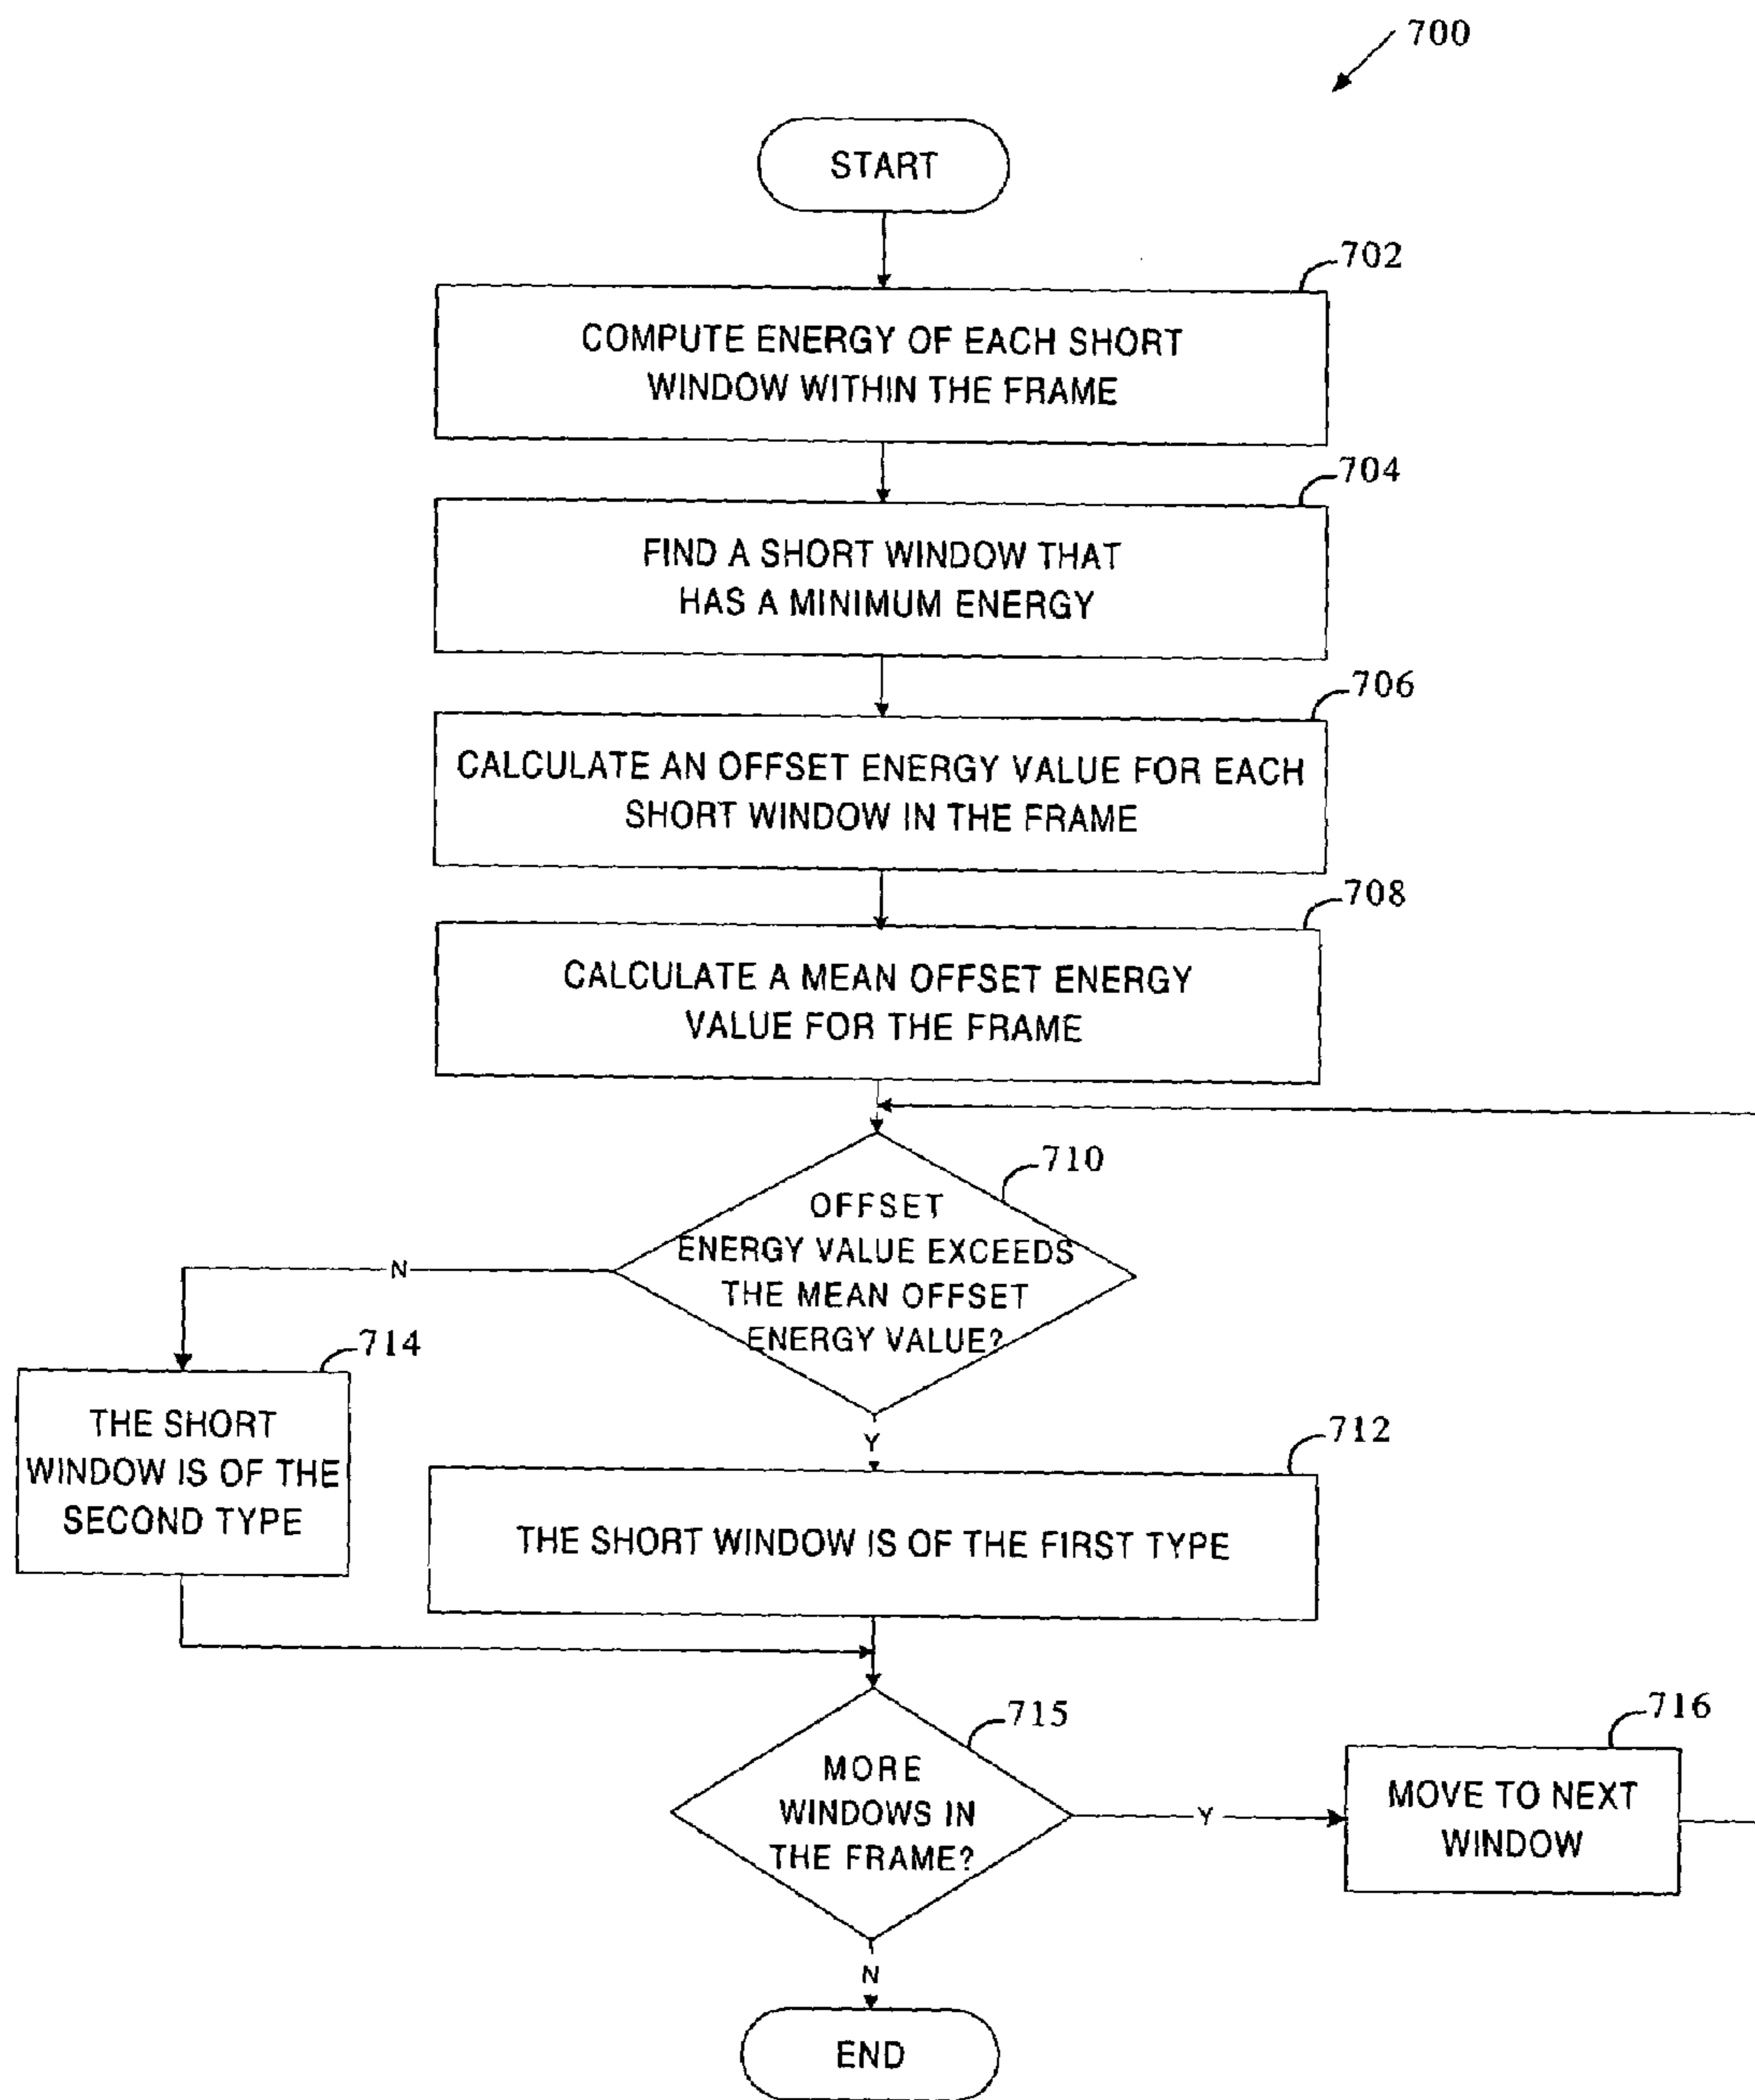 700
START
702
COMPUTE ENERGY OF EACH SHORT
WINDOW WITHIN THE FRAME
704
FIND A SHORT WINDOW THAT
HAS A MINIMUM ENERGY
706
CALCULATE AN OFFSET ENERGY VALUE FOR EACH
SHORT WINDOW IN THE FRAME
708
CALCULATE A MEAN OFFSET ENERGY
VALUE FOR THE FRAME
710
OFFSET
ENERGY VALUE EXCEEDS
THE MEAN OFFSET
ENERGY VALUE?
N
714
THE SHORT
WINDOW IS OF THE
SECOND TYPE
Y
712
THE SHORT WINDOW IS OF THE FIRST TYPE
715
MORE
WINDOWS IN
THE FRAME?
Y
716
MOVE TO NEXT
WINDOW
N
END